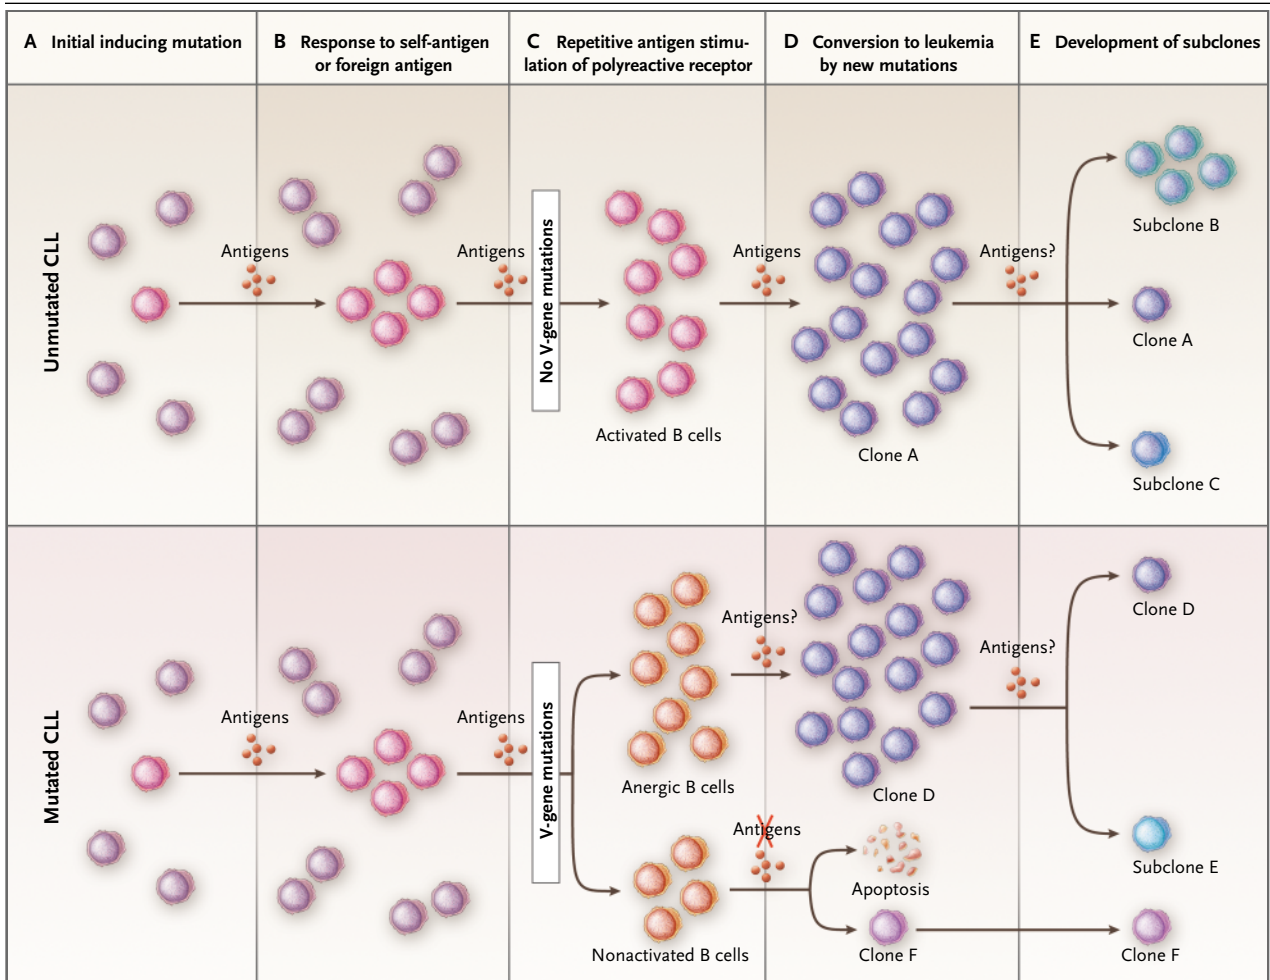 A Initial inducing mutation
B Response to self-antigen
or foreign antigen
C Repetitive antigen stimu-
lation of polyreactive receptor
D Conversion to leukemia
by new mutations
E Development of subclones
Unmutated CLL
Antigens
Antigens
No V-gene mutations
Activated B cells
Antigens
Clone A
Antigens?
Subclone B
Clone A
Subclone C
Mutated CLL
Antigens
Antigens
V-gene mutations
Anergic B cells
Nonactivated B cells
Antigens?
Clone D
Antigens
Apoptosis
Clone F
Antigens?
Clone D
Subclone E
Clone F